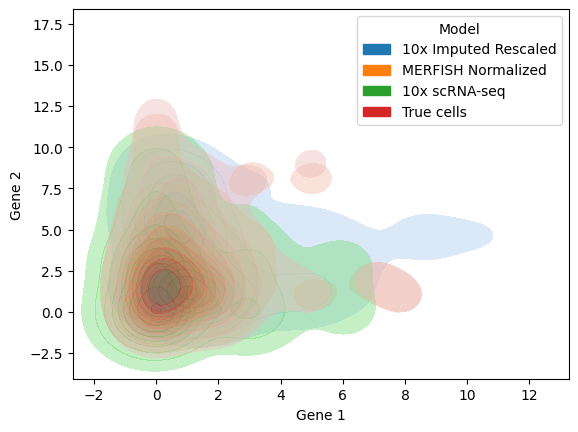 Model
10x Imputed Rescaled
MERFISH Normalized
10x scRNA-seq
True cells
17.5
15.0
12.5
10.0
7.5
5.0
2.5
0.0
−2.5
Gene 2
−2 0 2 4 6 8 10 12
Gene 1